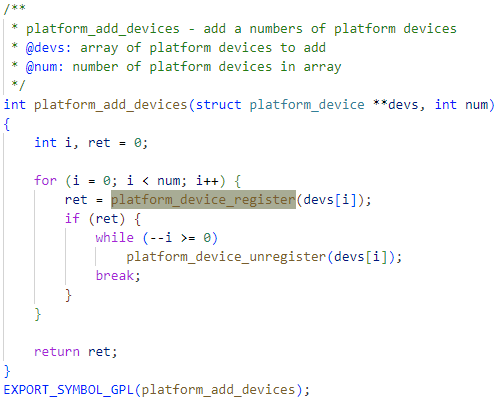 /**
 * platform_add_devices - add a numbers of platform devices
 * @devs: array of platform devices to add
 * @num: number of platform devices in array
 */
int platform_add_devices(struct platform_device **devs, int num)
{
    int i, ret = 0;

    for (i = 0; i < num; i++) {
        ret = platform_device_register(devs[i]);
        if (ret) {
            while (--i >= 0)
                platform_device_unregister(devs[i]);
            break;
        }
    }

    return ret;
}
EXPORT_SYMBOL_GPL(platform_add_devices);